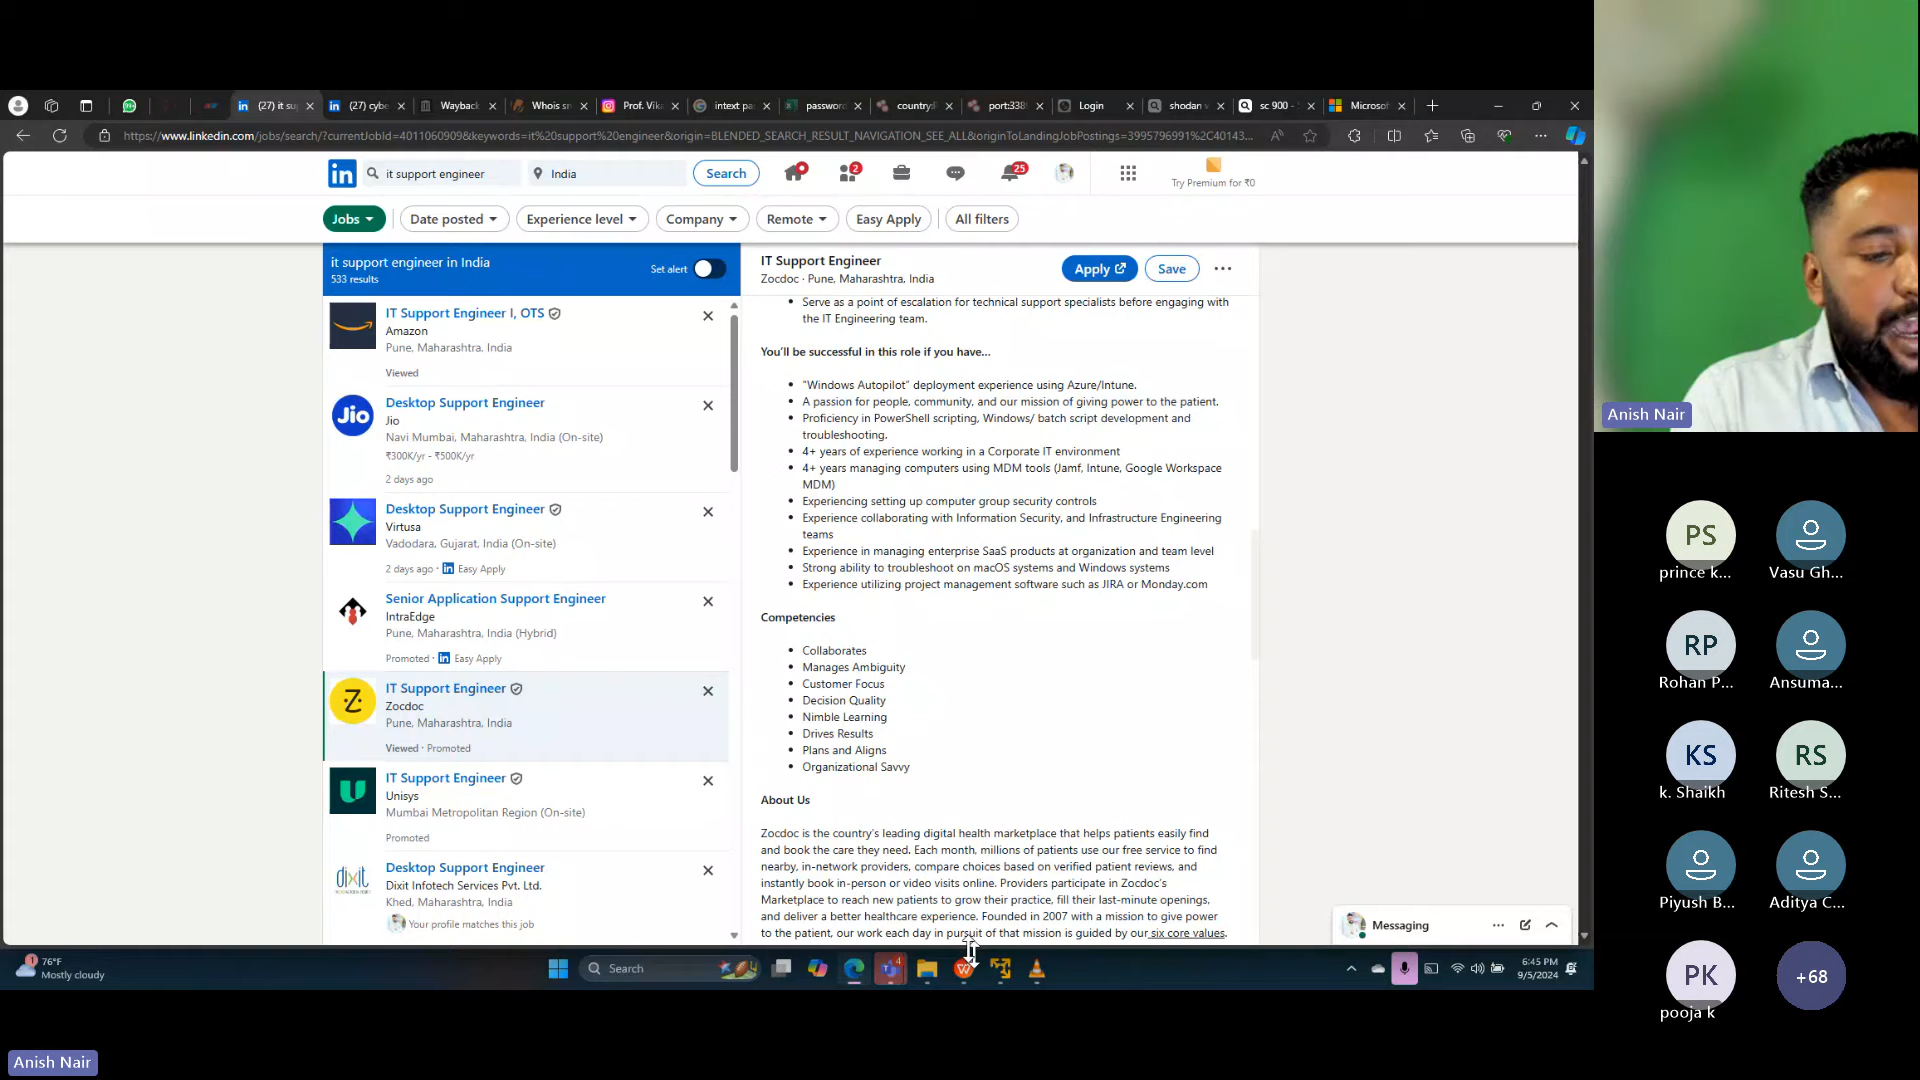 (27) it su
(27) cybe
Wayback
Whois sn
Prof. Vik
intext pa
password
country
port:338
Login
shodan
sc 900 -
Microsof
https://www.linkedin.com/jobs/search/?currentJobId=4011060909&keywords=it%20support%20engineer&origin=BLENDED_SEARCH_RESULT_NAVIGATION_SEE_ALL&originToLandingJobPostings=3995796991%2C40143...
in
it support engineer
India
Search
2
25
Try Premium for ₹0
Jobs
Date posted
Experience level
Company
Remote
Easy Apply
All filters
it support engineer in India
533 results
Set alert
IT Support Engineer I, OTS
Amazon
Pune, Maharashtra, India
Viewed
Jio
Desktop Support Engineer
Jio
Navi Mumbai, Maharashtra, India (On-site)
₹300K/yr - ₹500K/yr
2 days ago
Desktop Support Engineer
Virtusa
Vadodara, Gujarat, India (On-site)
2 days ago · Easy Apply
Senior Application Support Engineer
IntraEdge
Pune, Maharashtra, India (Hybrid)
Promoted · Easy Apply
IT Support Engineer
Zocdoc
Pune, Maharashtra, India
Viewed · Promoted
IT Support Engineer
Unisys
Mumbai Metropolitan Region (On-site)
Promoted
dixit
Desktop Support Engineer
Dixit Infotech Services Pvt. Ltd.
Khed, Maharashtra, India
Your profile matches this job
IT Support Engineer
Zocdoc · Pune, Maharashtra, India
Apply
Save
• Serve as a point of escalation for technical support specialists before engaging with
the IT Engineering team.
You'll be successful in this role if you have...
• "Windows Autopilot" deployment experience using Azure/Intune.
• A passion for people, community, and our mission of giving power to the patient.
• Proficiency in PowerShell scripting, Windows/ batch script development and
troubleshooting.
• 4+ years of experience working in a Corporate IT environment
• 4+ years managing computers using MDM tools (Jamf, Intune, Google Workspace
MDM)
• Experiencing setting up computer group security controls
• Experience collaborating with Information Security, and Infrastructure Engineering
teams
• Experience in managing enterprise SaaS products at organization and team level
• Strong ability to troubleshoot on macOS systems and Windows systems
• Experience utilizing project management software such as JIRA or Monday.com
Competencies
• Collaborates
• Manages Ambiguity
• Customer Focus
• Decision Quality
• Nimble Learning
• Drives Results
• Plans and Aligns
• Organizational Savvy
About Us
Zocdoc is the country's leading digital health marketplace that helps patients easily find
and book the care they need. Each month, millions of patients use our free service to find
nearby, in-network providers, compare choices based on verified patient reviews, and
instantly book in-person or video visits online. Providers participate in Zocdoc's
Marketplace to reach new patients to grow their practice, fill their last-minute openings,
and deliver a better healthcare experience. Founded in 2007 with a mission to give power
to the patient, our work each day in pursuit of that mission is guided by our six core values.
Messaging
76°F
Mostly cloudy
Search
6:45 PM
9/5/2024
Anish Nair
PS
prince k...
Vasu Gh...
RP
Rohan P...
Ansuma...
KS
k. Shaikh
RS
Ritesh S...
Piyush B...
Aditya C...
PK
pooja k
+68
Anish Nair